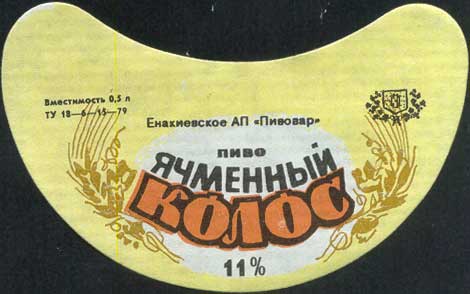 Вместимость 0,5 л
ТУ 18—6—15—79
Енакиевское АП «Пивовар»
ПИВО
ЯЧМЕННЫЙ
КОЛОС
11%